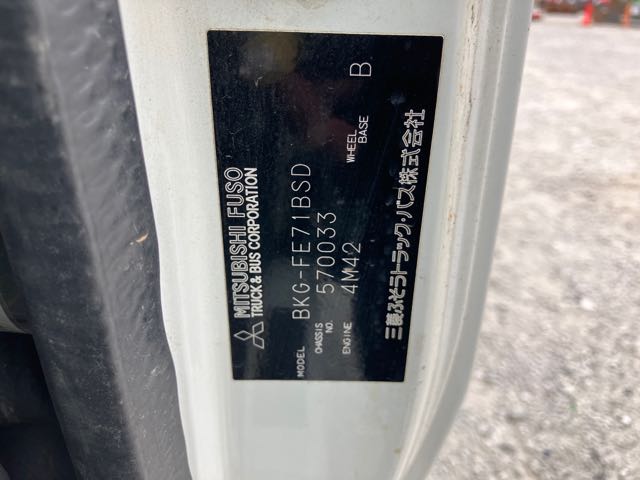 MITSUBISHI FUSO
TRUCK & BUS CORPORATION
MODEL BKG-FE71BSD
CHASSIS NO. 570033
ENGINE 4M42 WHEEL BASE B
三菱ふそうトラック・バス株式会社